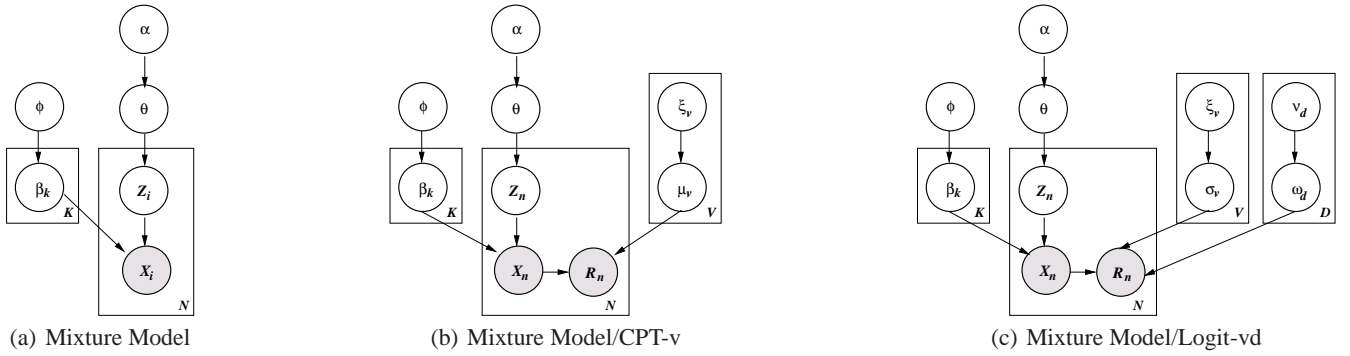 α
ϕ
θ
β_k
Z_i
K
X_i
N
(a) Mixture Model
α
ϕ
θ
ξ_v
β_k
Z_n
μ_v
K
V
X_n
R_n
N
(b) Mixture Model/CPT-v
α
ϕ
θ
ξ_v
ν_d
β_k
Z_n
σ_v
ω_d
K
V
D
X_n
R_n
N
(c) Mixture Model/Logit-vd